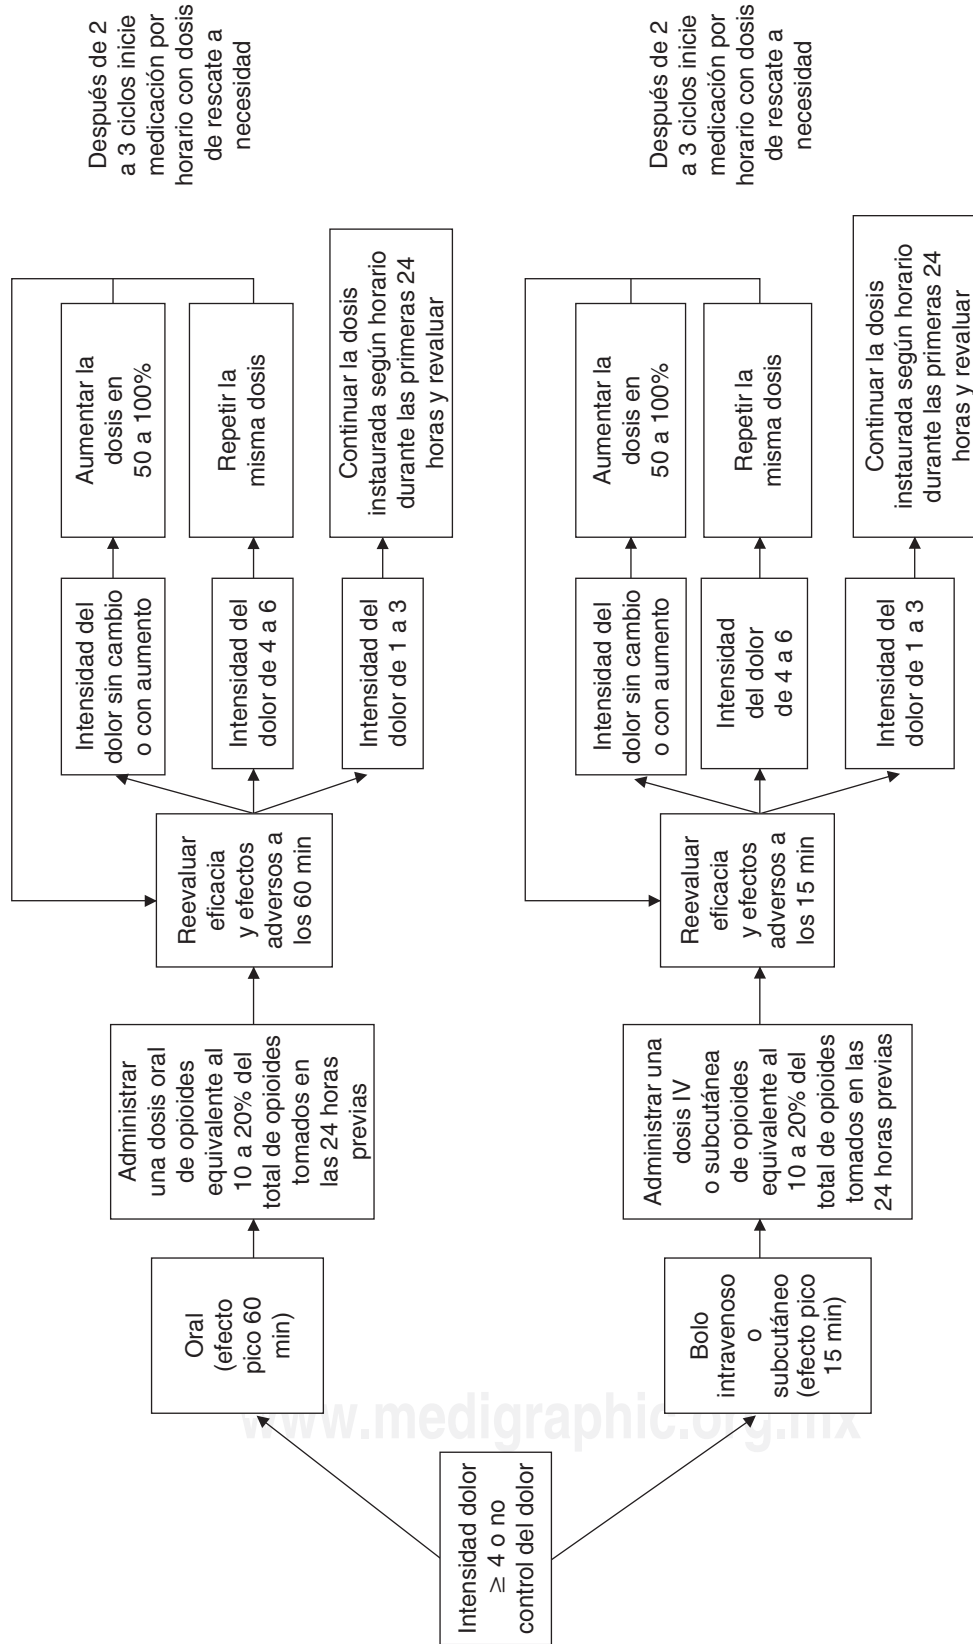 Intensidad dolor
≥ 4 o no
control del dolor
Oral
(efecto
pico 60
min)
Administrar
una dosis oral
de opioides
equivalente al
10 a 20% del
total de opioides
tomados en
las 24 horas
previas
Reevaluar
eficacia
y efectos
adversos a
los 60 min
Intensidad del
dolor sin cambio
o con aumento
Aumentar la
dosis en
50 a 100%
Intensidad del
dolor de 4 a 6
Repetir la
misma dosis
Intensidad del
dolor de 1 a 3
Continuar la dosis
instaurada según horario
durante las primeras 24
horas y revaluar
Después de 2
a 3 ciclos inicie
medicación por
horario con dosis
de rescate a
necesidad
Bolo
intravenoso
o
subcutáneo
(efecto pico
15 min)
Administrar una
dosis IV
o subcutánea
de opioides
equivalente al
10 a 20% del
total de opioides
tomados en las
24 horas previas
Reevaluar
eficacia
y efectos
adversos a
los 15 min
Intensidad del
dolor sin cambio
o con aumento
Aumentar la
dosis en
50 a 100%
Intensidad
del dolor
de 4 a 6
Repetir la
misma dosis
Intensidad del
dolor de 1 a 3
Continuar la dosis
instaurada según horario
durante las primeras 24
horas y revaluar
Después de 2
a 3 ciclos inicie
medicación por
horario con dosis
de rescate a
necesidad
www.medigraphic.org.mx